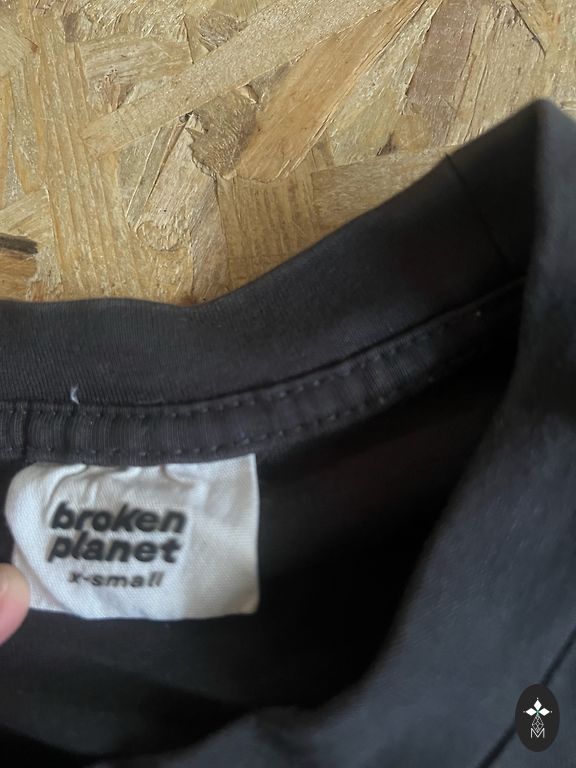 broken
planet
x-small
M